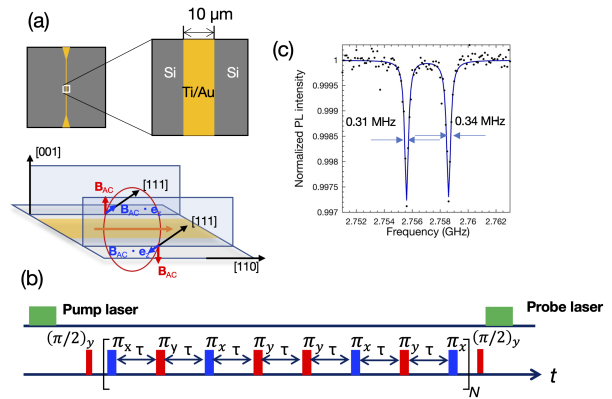 (a)
10 µm
Si
Si
Ti/Au
[001]
B_AC
[111]
B_AC · e_z
[111]
B_AC · e_z
B_AC
[110]
(c)
Normalized PL intensity
1
0.9995
0.999
0.9985
0.998
0.9975
0.997
0.31 MHz
0.34 MHz
2.752
2.754
2.756
2.758
2.76
2.762
Frequency (GHz)
(b)
Pump laser
Probe laser
(π/2)_y
π_x τ π_y τ π_x τ π_y τ π_y τ π_x τ π_y τ π_x
(π/2)_y
N
t